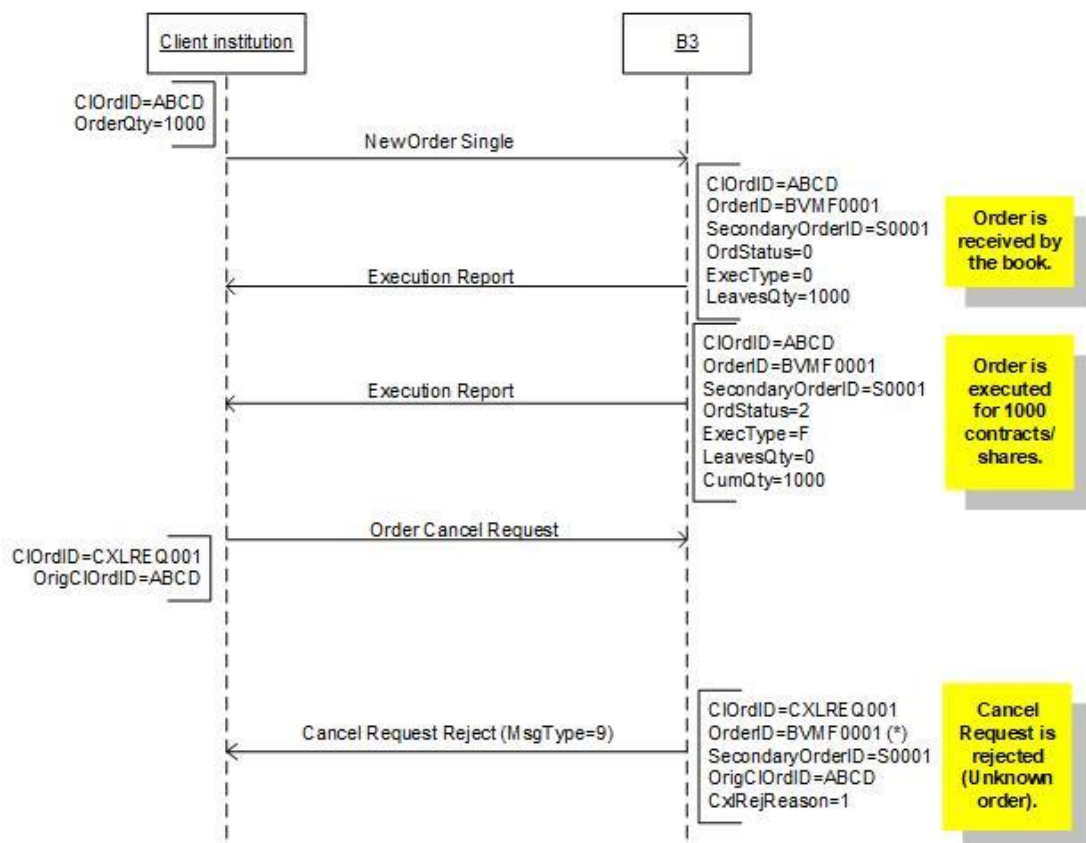 Client institution
B3
ClOrdID=ABCD
OrderQty=1000
NewOrder Single
ClOrdID=ABCD
OrderID=BVMF0001
SecondaryOrderID=S0001
OrdStatus=0
ExecType=0
LeavesQty=1000
Order is
received by
the book.
Execution Report
ClOrdID=ABCD
OrderID=BVMF0001
SecondaryOrderID=S0001
OrdStatus=2
ExecType=F
LeavesQty=0
CumQty=1000
Order is
executed
for 1000
contracts/
shares.
Execution Report
Order Cancel Request
ClOrdID=CXLREQ001
OrigClOrdID=ABCD
Cancel Request Reject (MsgType=9)
ClOrdID=CXLREQ001
OrderID=BVMF0001 (*)
SecondaryOrderID=S0001
OrigClOrdID=ABCD
CxlRejReason=1
Cancel
Request is
rejected
(Unknown
order).